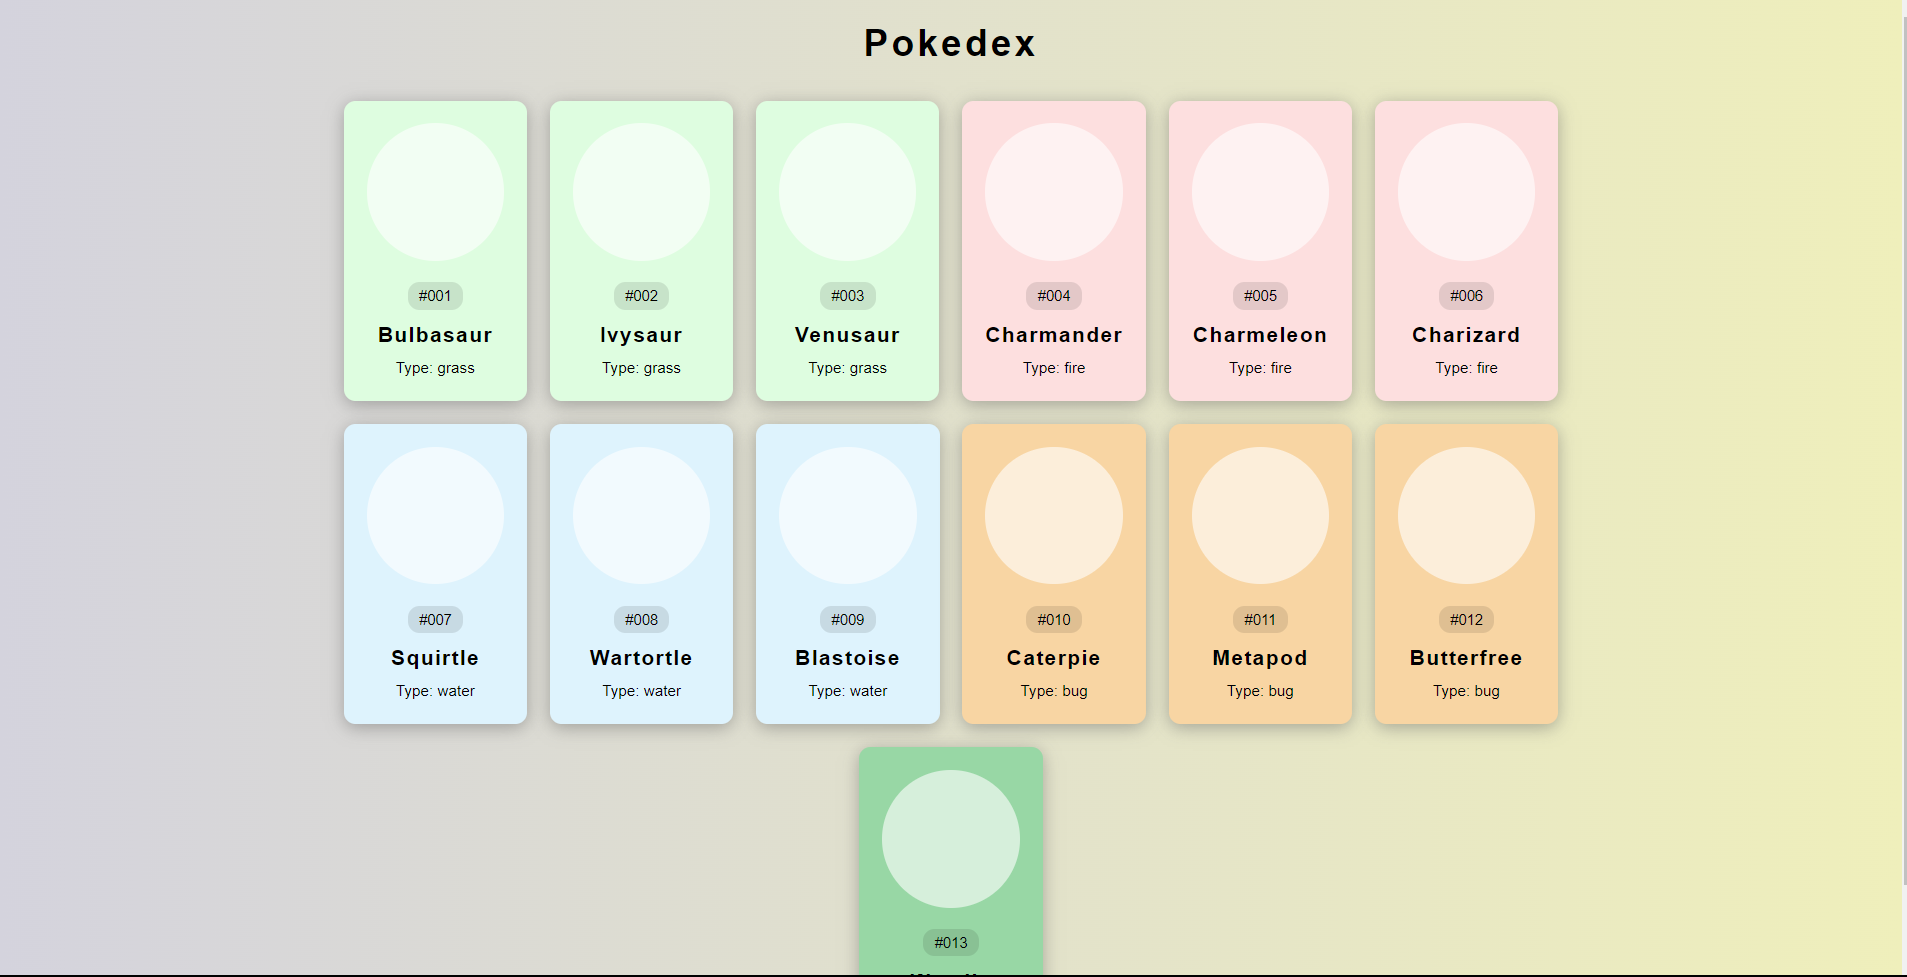 Pokedex
#001
Bulbasaur
Type: grass
#002
Ivysaur
Type: grass
#003
Venusaur
Type: grass
#004
Charmander
Type: fire
#005
Charmeleon
Type: fire
#006
Charizard
Type: fire
#007
Squirtle
Type: water
#008
Wartortle
Type: water
#009
Blastoise
Type: water
#010
Caterpie
Type: bug
#011
Metapod
Type: bug
#012
Butterfree
Type: bug
#013